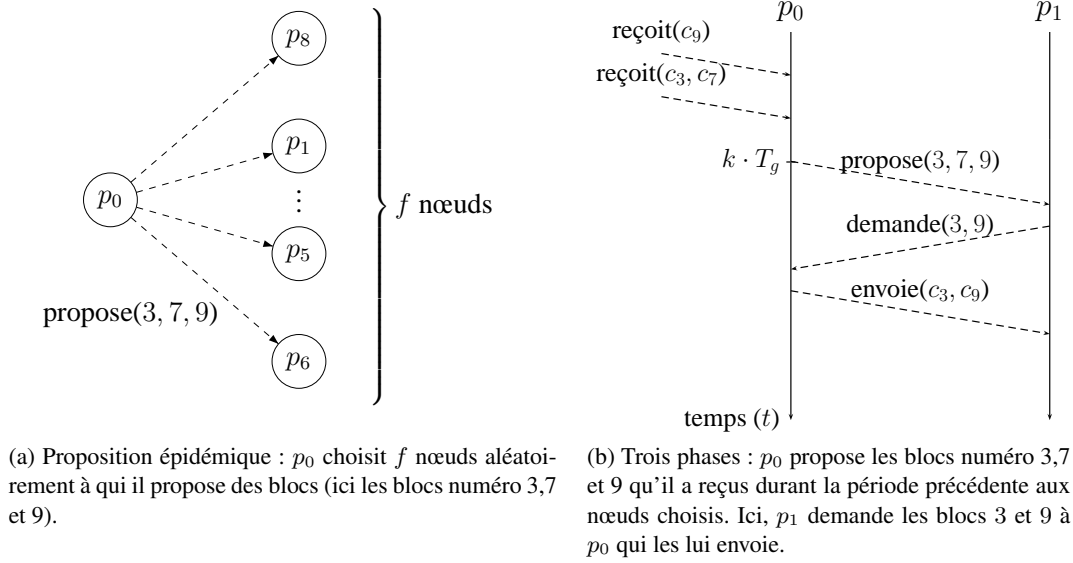 p₈
p₁
⋮
p₀
p₅
p₆
propose(3, 7, 9)
f nœuds
p₀
p₁
reçoit(c₉)
reçoit(c₃, c₇)
k · T_g
propose(3, 7, 9)
demande(3, 9)
envoie(c₃, c₉)
temps (t)
(a) Proposition épidémique : p₀ choisit f nœuds aléatoi-
rement à qui il propose des blocs (ici les blocs numéro 3,7
et 9).
(b) Trois phases : p₀ propose les blocs numéro 3,7
et 9 qu'il a reçus durant la période précédente aux
nœuds choisis. Ici, p₁ demande les blocs 3 et 9 à
p₀ qui les lui envoie.